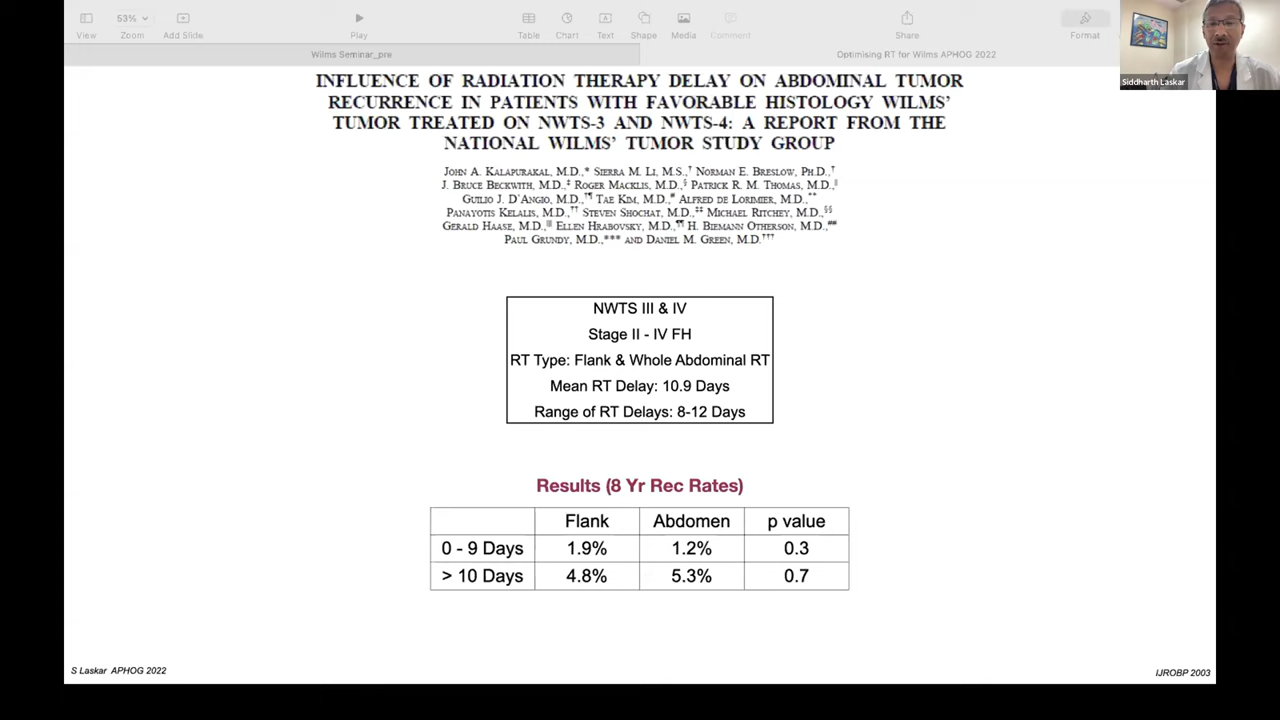 53%
View
Zoom
Add Slide
Play
Table
Chart
Text
Shape
Media
Comment
Share
Format
Wilms Seminar_pre
Optimising RT for Wilms APHOG 2022
Siddharth Laskar
INFLUENCE OF RADIATION THERAPY DELAY ON ABDOMINAL TUMOR
RECURRENCE IN PATIENTS WITH FAVORABLE HISTOLOGY WILMS'
TUMOR TREATED ON NWTS-3 AND NWTS-4: A REPORT FROM THE
NATIONAL WILMS' TUMOR STUDY GROUP
JOHN A. KALAPURAKAL, M.D.,* SIERRA M. LI, M.S.,† NORMAN E. BRESLOW, PH.D.,†
J. BRUCE BECKWITH, M.D.,‡ ROGER MACKLIS, M.D.,§ PATRICK R. M. THOMAS, M.D.,‖
GUILIO J. D'ANGIO, M.D.,†¶ TAE KIM, M.D.,# ALFRED DE LORIMIER, M.D.,**
PANAYOTIS KELALIS, M.D.,†† STEVEN SHOCHAT, M.D.,‡‡ MICHAEL RITCHEY, M.D.,§§
GERALD HAASE, M.D.,‖‖ ELLEN HRABOVSKY, M.D.,¶¶ H. BIEMANN OTHERSON, M.D.,##
PAUL GRUNDY, M.D.,*** AND DANIEL M. GREEN, M.D.†††
NWTS III & IV
Stage II - IV FH
RT Type: Flank & Whole Abdominal RT
Mean RT Delay: 10.9 Days
Range of RT Delays: 8-12 Days
Results (8 Yr Rec Rates)
Flank Abdomen p value
0 - 9 Days 1.9% 1.2% 0.3
> 10 Days 4.8% 5.3% 0.7
S Laskar APHOG 2022
IJROBP 2003